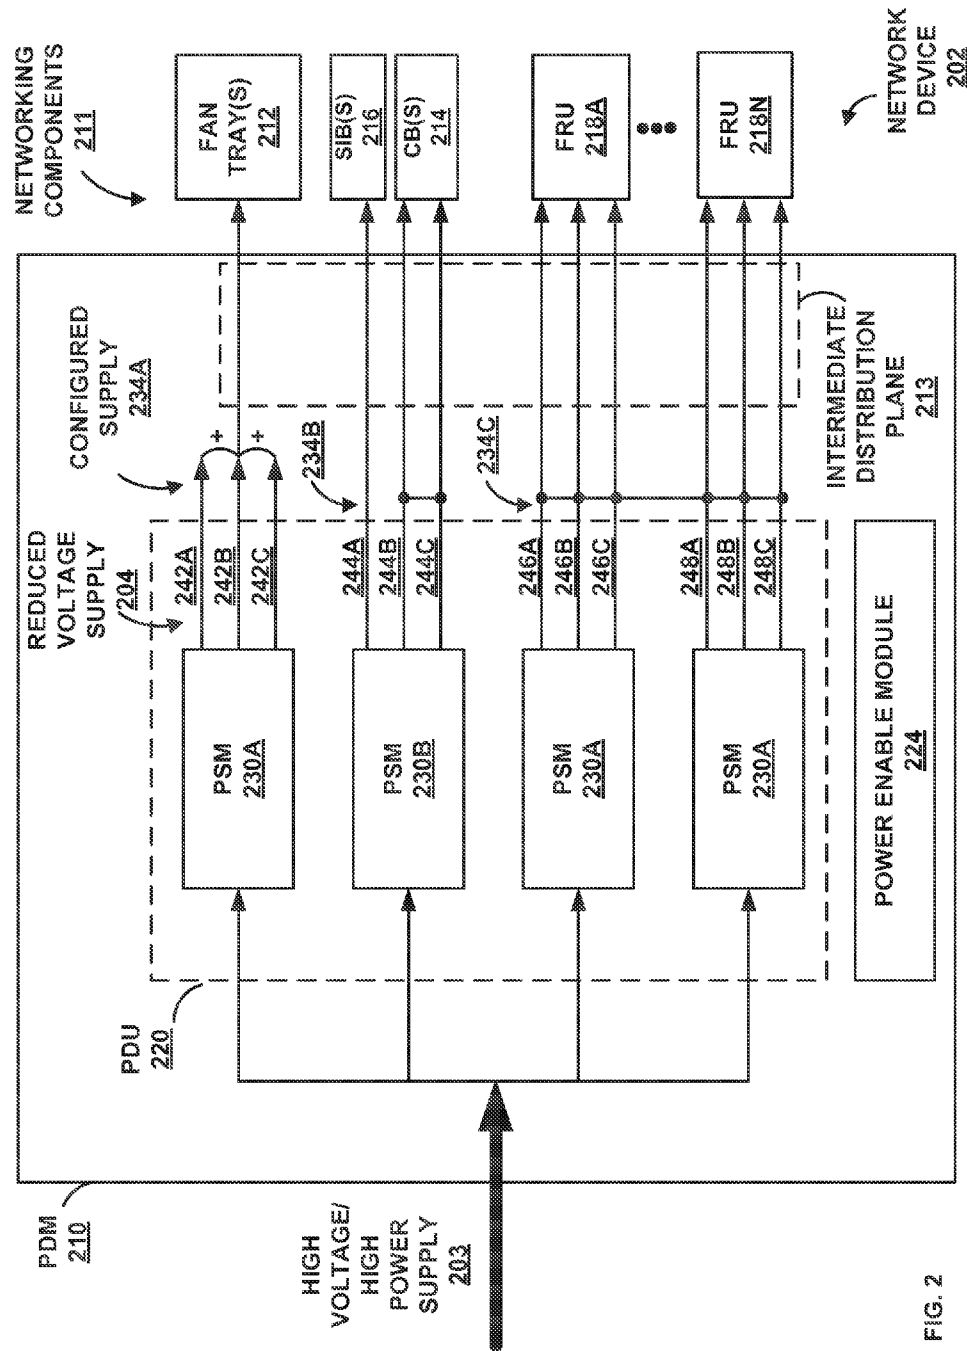 NETWORKING
COMPONENTS
211
FAN
TRAY(S)
212
SIB(S)
216
CB(S)
214
FRU
218A
FRU
218N
NETWORK
DEVICE
202
CONFIGURED
SUPPLY
234A
+
+
234B
234C
INTERMEDIATE
DISTRIBUTION
PLANE
213
REDUCED
VOLTAGE
SUPPLY
204
242A
242B
242C
244A
244B
244C
246A
246B
246C
248A
248B
248C
PSM
230A
PSM
230B
PSM
230A
PSM
230A
POWER ENABLE MODULE
224
PDU
220
PDM
210
HIGH
VOLTAGE/
HIGH
POWER
SUPPLY
203
FIG. 2